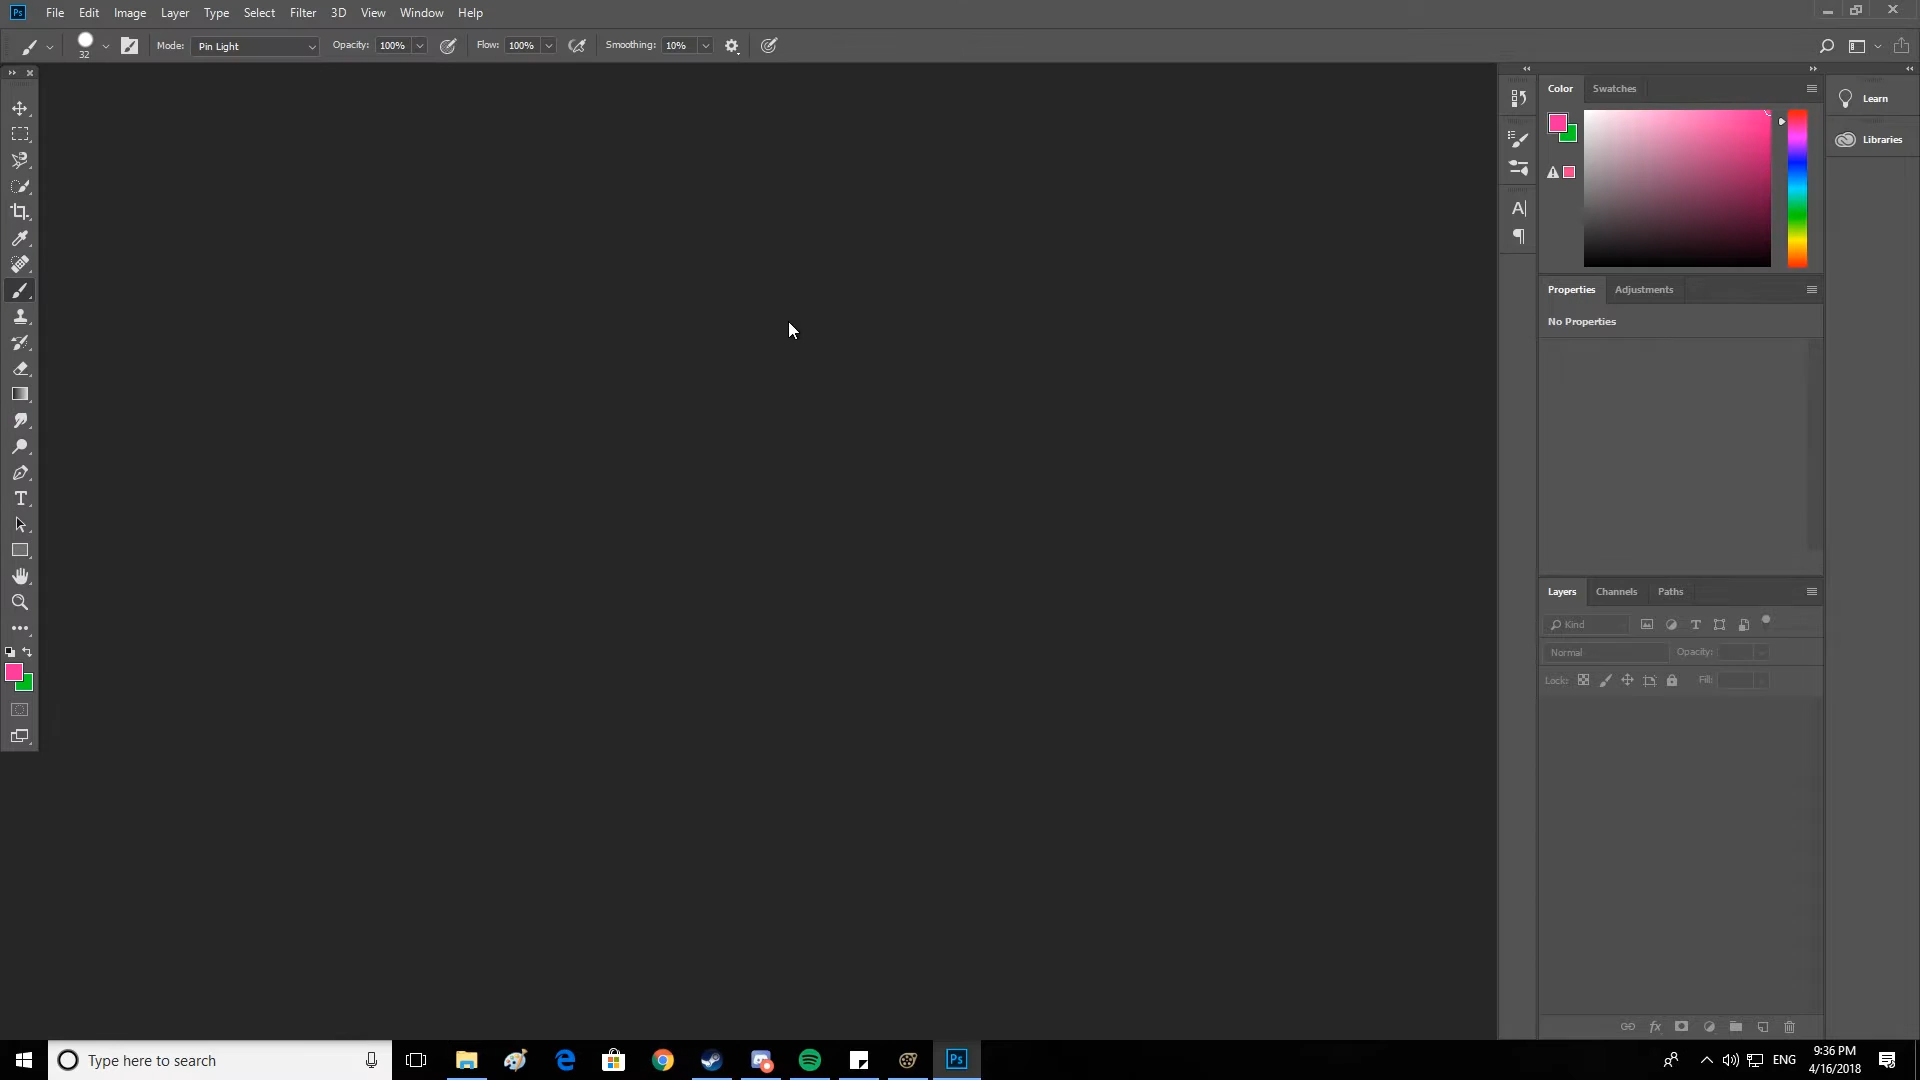 Ps File Edit Image Layer Type Select Filter 3D View Window Help
32 Mode: Pin Light Opacity: 100% Flow: 100% Smoothing: 10%
Color Swatches
Learn
Libraries
A|
Properties Adjustments
No Properties
T
Layers Channels Paths
Kind T
Normal Opacity:
Lock: Fill:
fx
Type here to search
Ps
ENG
9:36 PM
4/16/2018